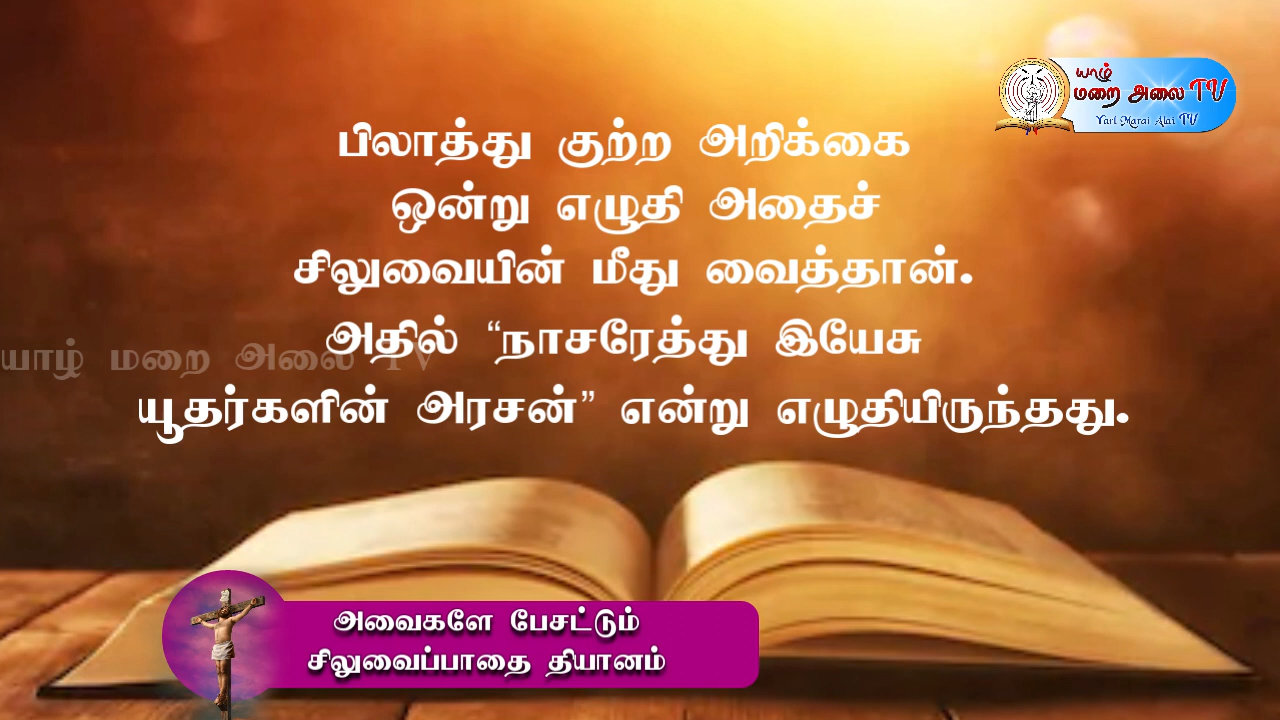 யாழ்
மறை அலை TV
Yarl Marai Alai TV
பிலாத்து குற்ற அறிக்கை
ஒன்று எழுதி அதைச்
சிலுவையின் மீது வைத்தான்.
அதில் “நாசரேத்து இயேசு
யூதர்களின் அரசன்” என்று எழுதியிருந்தது.
யாழ் மறை அலை TV
அவைகளே பேசட்டும்
சிலுவைப்பாதை தியானம்